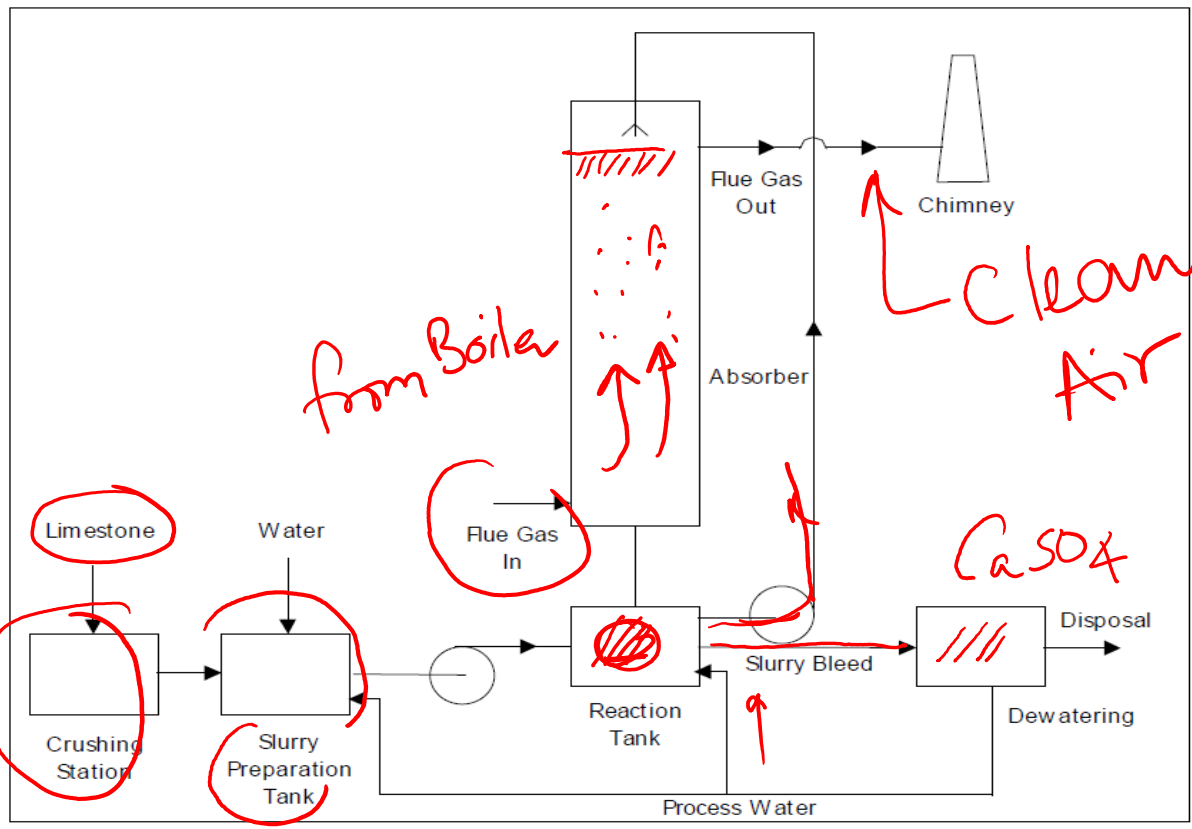 Flue Gas
Out
Chimney
Clean
Air
from Boiler
Absorber
Limestone
Water
Flue Gas
In
CaSO4
Disposal
Slurry Bleed
Reaction
Tank
Dewatering
Crushing
Station
Slurry
Preparation
Tank
Process Water